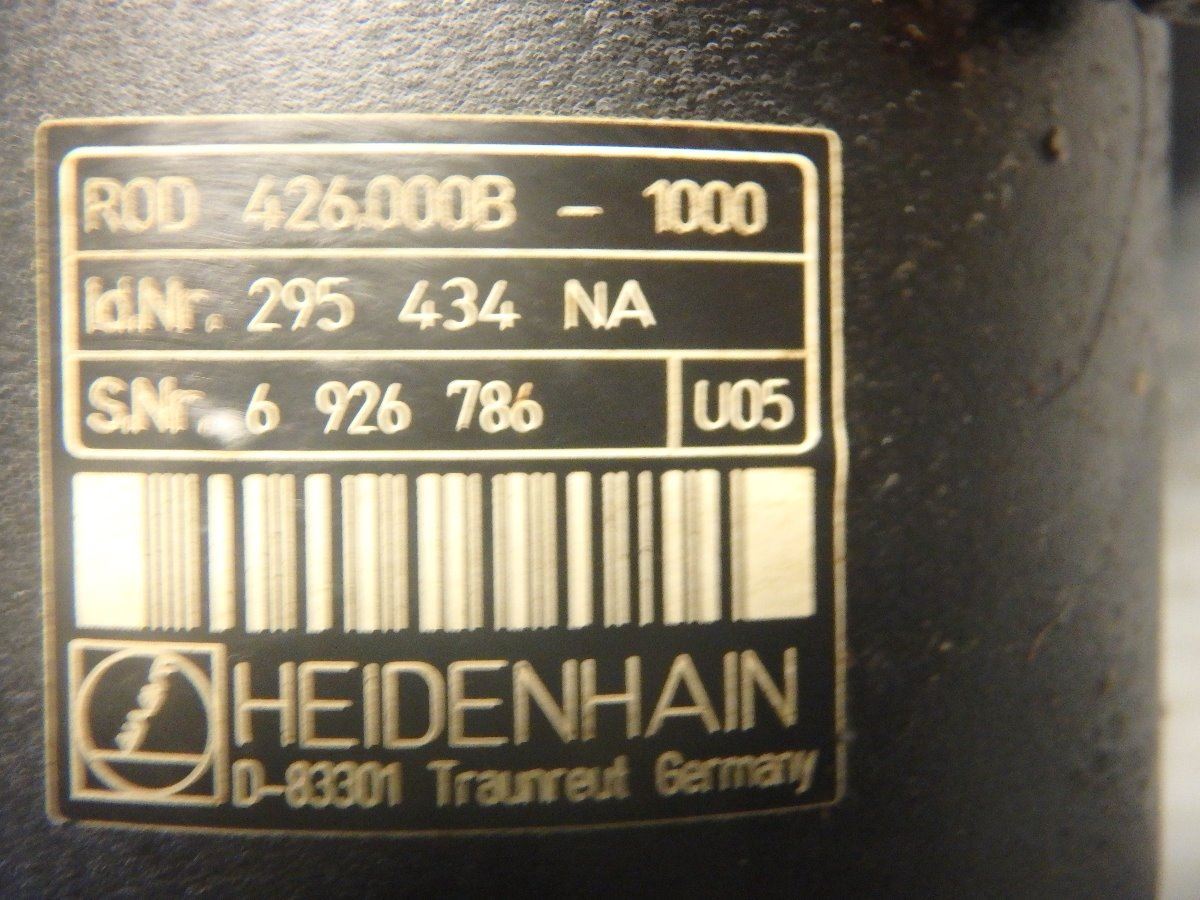 ROD 426.000B - 1000
Id.Nr. 295 434 NA
S.Nr. 6 926 786 U05
HEIDENHAIN
D-83301 Traunreut Germany